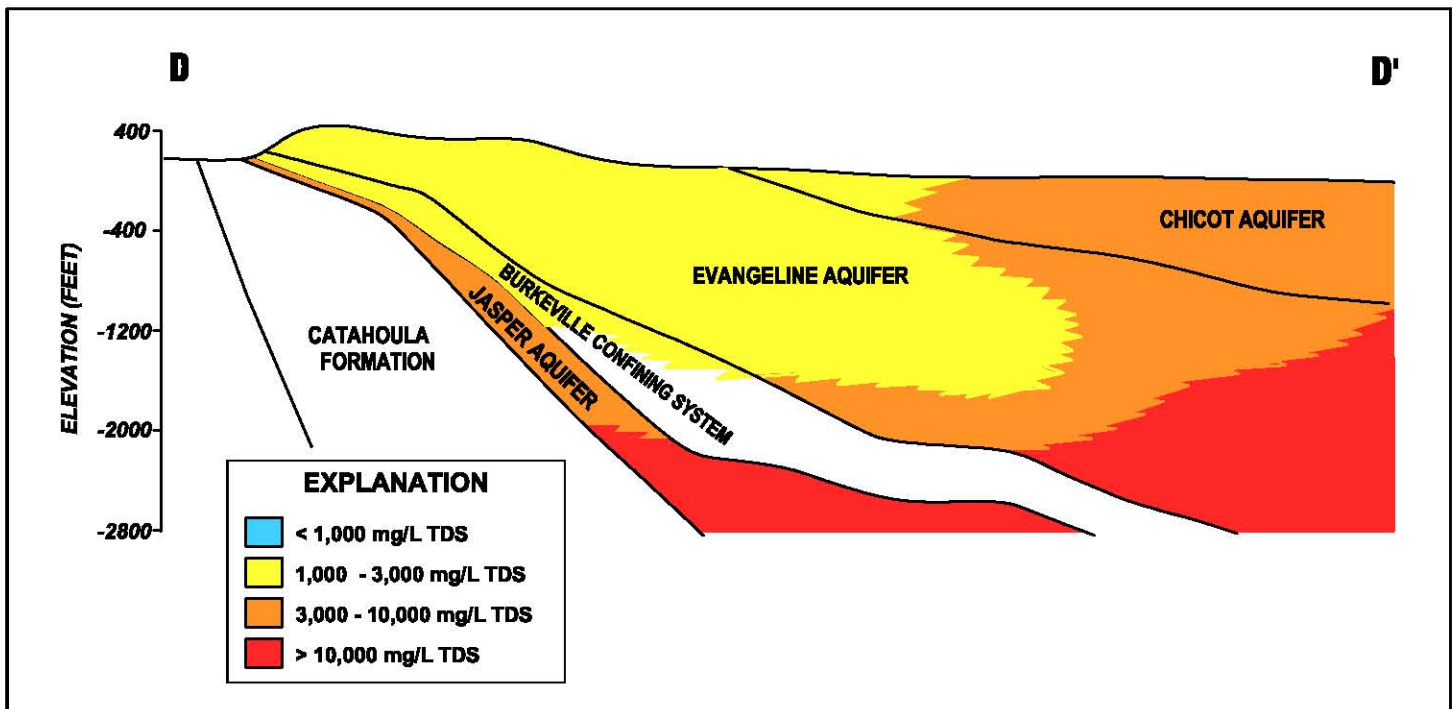 D
D'
400
-400
-1200
-2000
-2800
ELEVATION (FEET)
CHICOT AQUIFER
EVANGELINE AQUIFER
BURKEVILLE CONFINING SYSTEM
JASPER AQUIFER
CATAHOULA
FORMATION
EXPLANATION
< 1,000 mg/L TDS
1,000 - 3,000 mg/L TDS
3,000 - 10,000 mg/L TDS
> 10,000 mg/L TDS